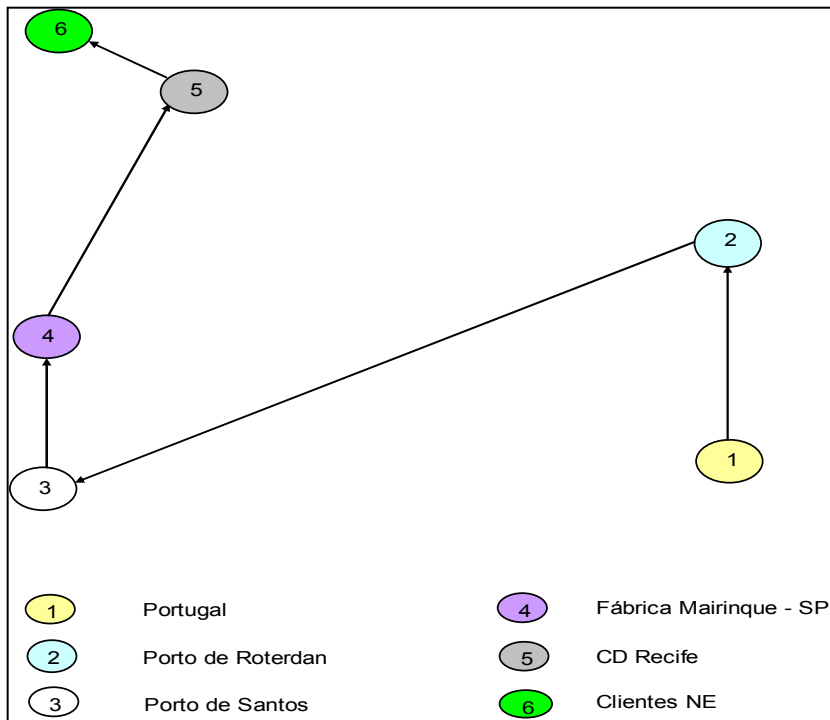 6
5
2
4
1
3
1 Portugal
4 Fábrica Mairinque - SP
2 Porto de Roterdan
5 CD Recife
3 Porto de Santos
6 Clientes NE